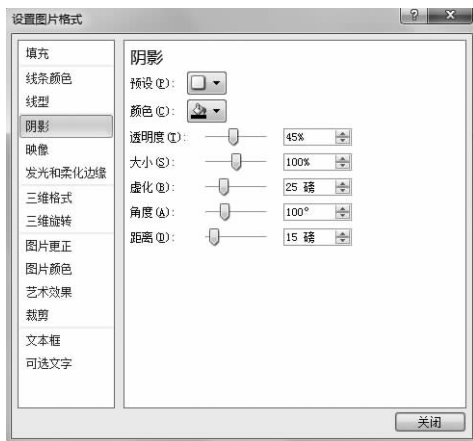 设置图片格式
填充
线条颜色
线型
阴影
映像
发光和柔化边缘
三维格式
三维旋转
图片更正
图片颜色
艺术效果
裁剪
文本框
可选文字
阴影
预设(P):
颜色(C):
透明度(T): 45%
大小(S): 100%
虚化(B): 25 磅
角度(A): 100°
距离(D): 15 磅
关闭